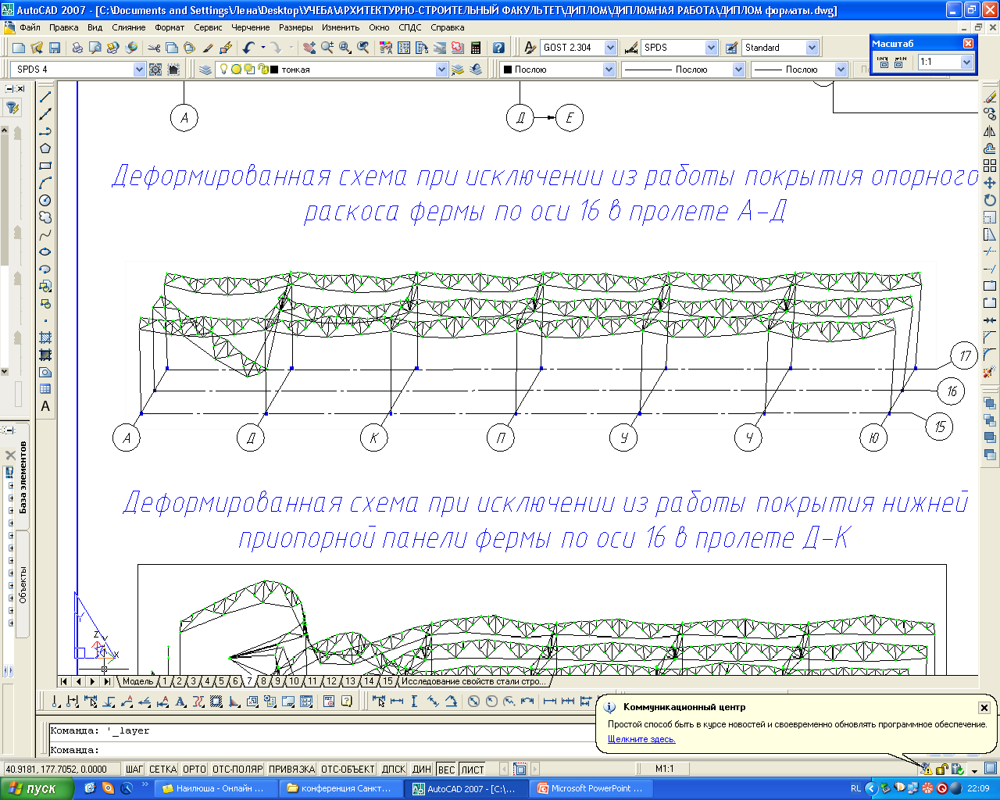 AutoCAD 2007 - [C:\Documents and Settings\Лена\Desktop\УЧЕБА\АРХИТЕКТУРНО-СТРОИТЕЛЬНЫЙ ФАКУЛЬТЕТ\ДИПЛОМ\ДИПЛОМНАЯ РАБОТА\ДИПЛОМ форматы.dwg]
Файл Правка Вид Слияние Формат Сервис Черчение Размеры Изменить Окно СПДС Справка
Масштаб
GOST 2.304 SPDS Standard
1:1
SPDS 4 тонкая Послою Послою Послою
А Д Е
Деформированная схема при исключении из работы покрытия опорного
раскоса фермы по оси 16 в пролете А-Д
17
16
15
А Д К П У Ч Ю
База элементов
Объекты
Деформированная схема при исключении из работы покрытия нижней
приопорной панели фермы по оси 16 в пролете Д-К
Z Y X
Модель 1 2 3 4 5 6 7 8 9 10 11 12 13 14 15 Исследование свойств стали стро...
Коммуникационный центр
Простой способ быть в курсе новостей и своевременно обновлять программное обеспечение.
Щелкните здесь.
Команда: '_layer
Команда:
40.9181, 177.7052, 0.0000 ШАГ СЕТКА ОРТО ОТС-ПОЛЯР ПРИВЯЗКА ОТС-ОБЪЕКТ ДПСК ДИН ВЕС ЛИСТ М1:1
пуск Наилюша - Онлайн ... конференция Санкт... AutoCAD 2007 - [C:\... Microsoft PowerPoint ... RL 22:09